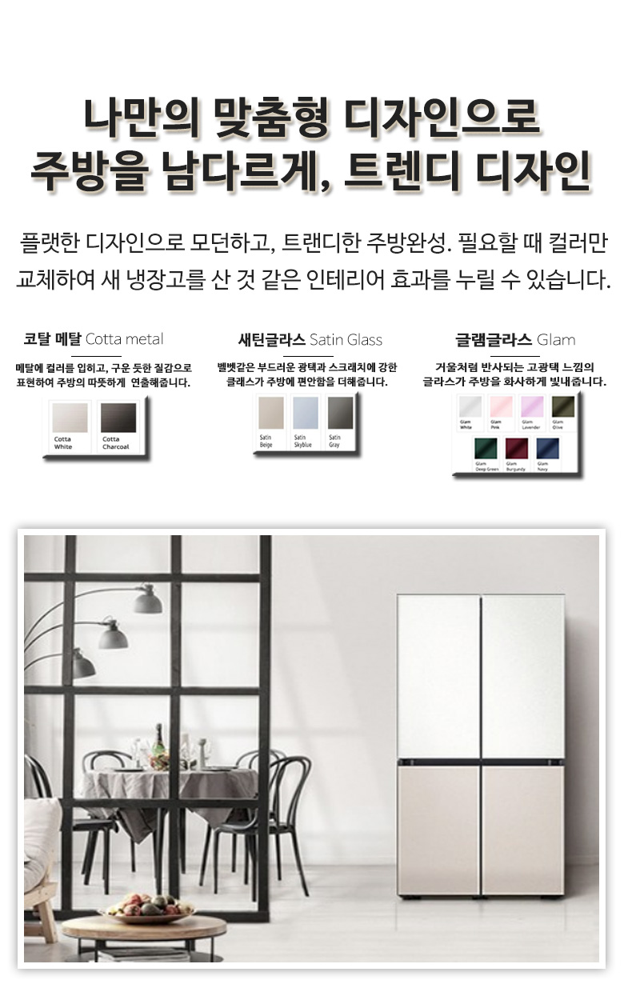 나만의 맞춤형 디자인으로
주방을 남다르게, 트렌디 디자인
플랫한 디자인으로 모던하고, 트랜디한 주방완성. 필요할 때 컬러만
교체하여 새 냉장고를 산 것 같은 인테리어 효과를 누릴 수 있습니다.
코탈 메탈 Cotta metal
메탈에 컬러를 입히고, 구운 듯한 질감으로
표현하여 주방의 따뜻하게 연출해줍니다.
Cotta
White
Cotta
Charcoal
새틴글라스 Satin Glass
벨벳같은 부드러운 광택과 스크래치에 강한
클래스가 주방에 편안함을 더해줍니다.
Satin
Beige
Satin
Skyblue
Satin
Gray
글램글라스 Glam
거울처럼 반사되는 고광택 느낌의
글라스가 주방을 화사하게 빛내줍니다.
Glam
White
Glam
Pink
Glam
Lavender
Glam
Olive
Glam
Deep Green
Glam
Burgundy
Glam
Navy